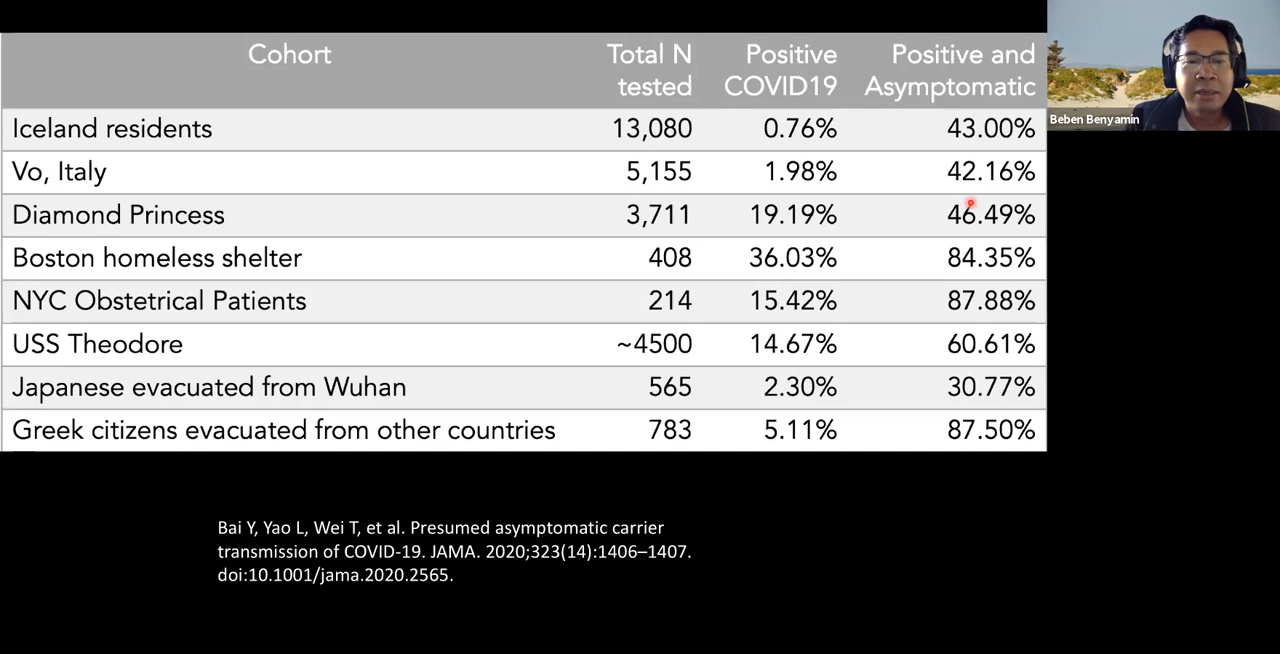 Cohort Total N tested Positive COVID19 Positive and Asymptomatic
Iceland residents 13,080 0.76% 43.00%
Vo, Italy 5,155 1.98% 42.16%
Diamond Princess 3,711 19.19% 46.49%
Boston homeless shelter 408 36.03% 84.35%
NYC Obstetrical Patients 214 15.42% 87.88%
USS Theodore ~4500 14.67% 60.61%
Japanese evacuated from Wuhan 565 2.30% 30.77%
Greek citizens evacuated from other countries 783 5.11% 87.50%
Beben Benyamin
Bai Y, Yao L, Wei T, et al. Presumed asymptomatic carrier
transmission of COVID-19. JAMA. 2020;323(14):1406–1407.
doi:10.1001/jama.2020.2565.